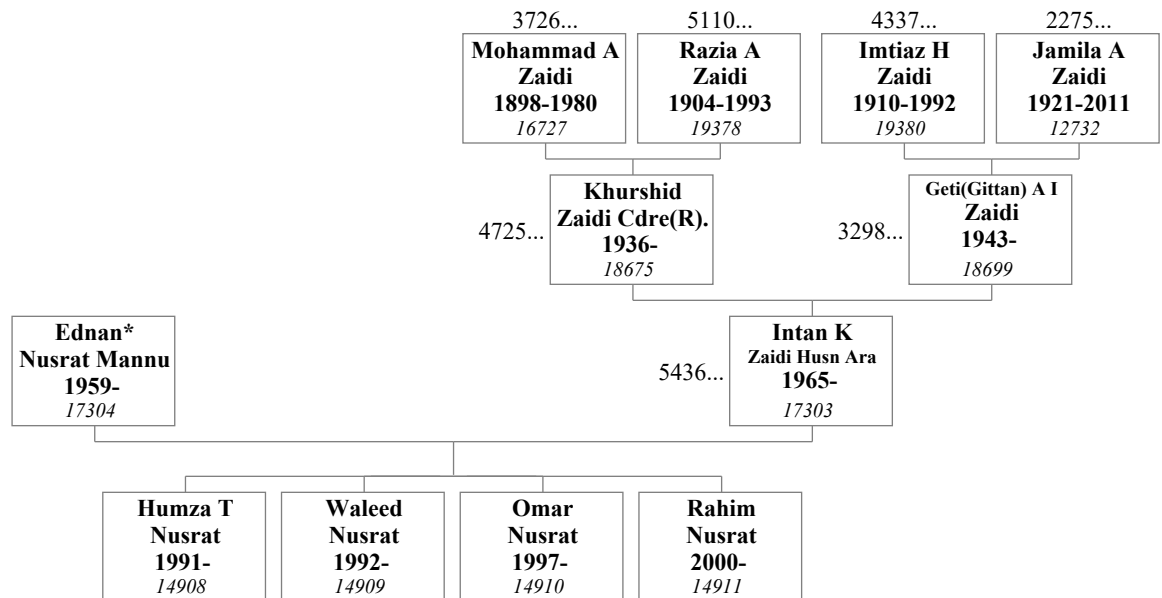 3726...
5110...
4337...
2275...
Mohammad A
Zaidi
1898-1980
16727
Razia A
Zaidi
1904-1993
19378
Imtiaz H
Zaidi
1910-1992
19380
Jamila A
Zaidi
1921-2011
12732
4725...
Khurshid
Zaidi Cdre(R).
1936-
18675
3298...
Geti(Gittan) A I
Zaidi
1943-
18699
Ednan*
Nusrat Mannu
1959-
17304
5436...
Intan K
Zaidi Husn Ara
1965-
17303
Humza T
Nusrat
1991-
14908
Waleed
Nusrat
1992-
14909
Omar
Nusrat
1997-
14910
Rahim
Nusrat
2000-
14911